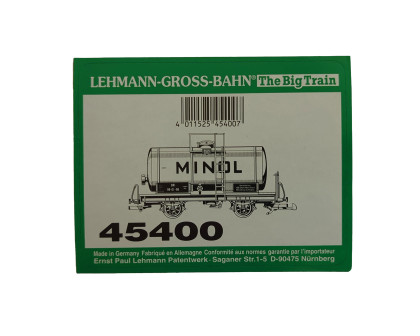 LEHMANN-GROSS-BAHN® The Big Train
4 011525 454007
MINOL
45400
Made in Germany Fabriqué en Allemagne Conformité aux normes garantie par l'importateur
Ernst Paul Lehmann Patentwerk · Saganer Str.1-5 D-90475 Nürnberg